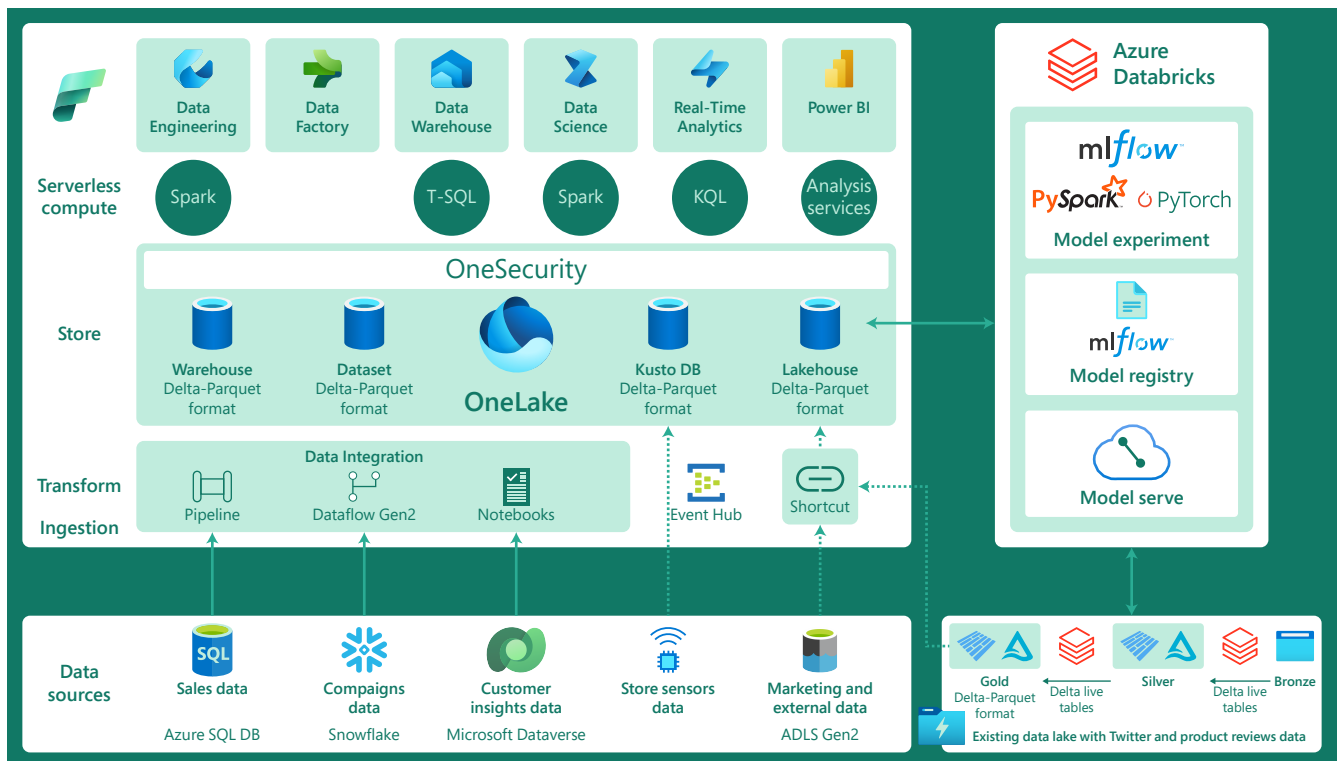 Azure
Databricks
Data
Engineering
Data
Factory
Data
Warehouse
Data
Science
Real-Time
Analytics
Power BI
Serverless
compute
Spark
T-SQL
Spark
KQL
Analysis
services
mlflow™
PySpark™
PyTorch
Model experiment
OneSecurity
Store
Warehouse
Delta-Parquet
format
Dataset
Delta-Parquet
format
OneLake
Kusto DB
Delta-Parquet
format
Lakehouse
Delta-Parquet
format
mlflow™
Model registry
Model serve
Transform
Ingestion
Data Integration
Pipeline
Dataflow Gen2
Notebooks
Event Hub
Shortcut
Data
sources
SQL
Sales data
Azure SQL DB
Compaigns
data
Snowflake
Customer
insights data
Microsoft Dataverse
Store sensors
data
Marketing and
external data
ADLS Gen2
Gold
Delta-Parquet
format
Delta live
tables
Silver
Delta live
tables
Bronze
Existing data lake with Twitter and product reviews data